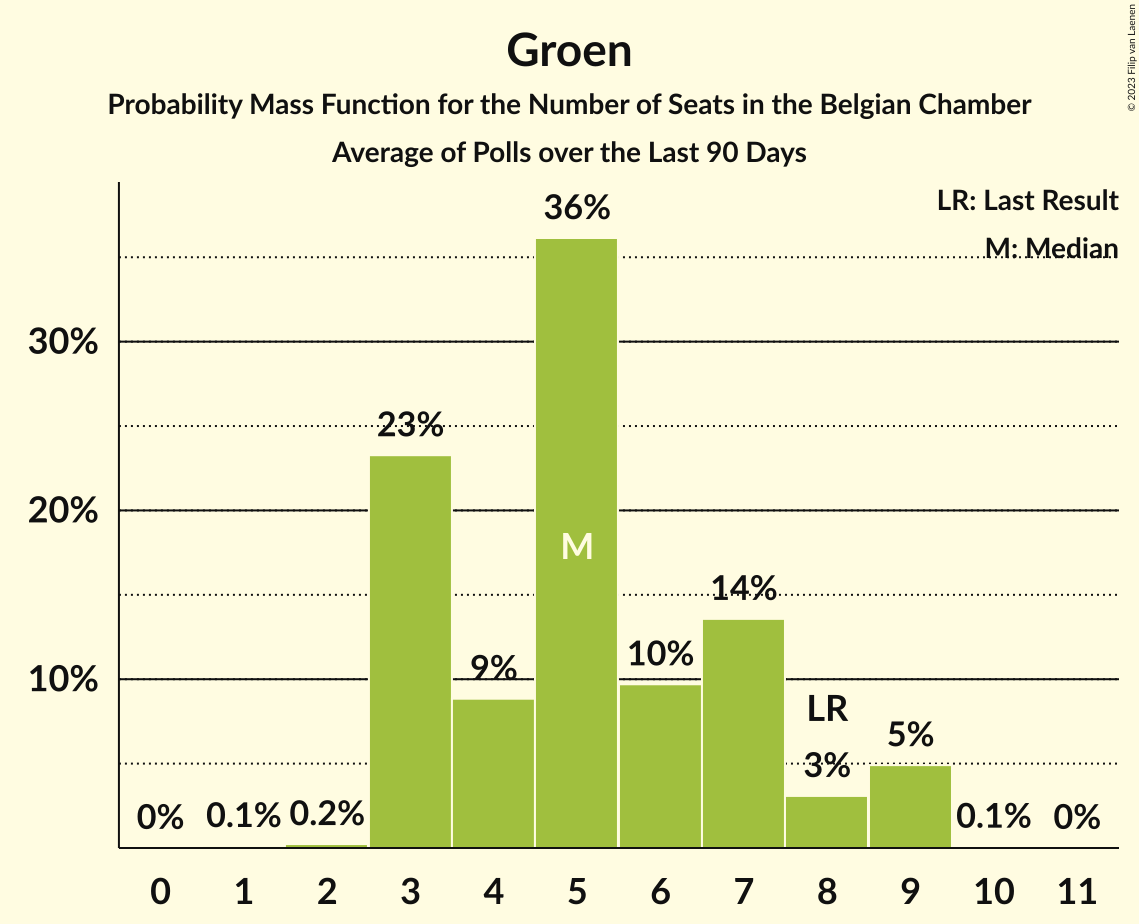 Groen
Probability Mass Function for the Number of Seats in the Belgian Chamber
Average of Polls over the Last 90 Days
© 2023 Filip van Laenen
LR: Last Result
M: Median
30%
20%
10%
0%
0.1%
0.2%
23%
9%
36%
M
10%
14%
LR
3%
5%
0.1%
0%
0 1 2 3 4 5 6 7 8 9 10 11